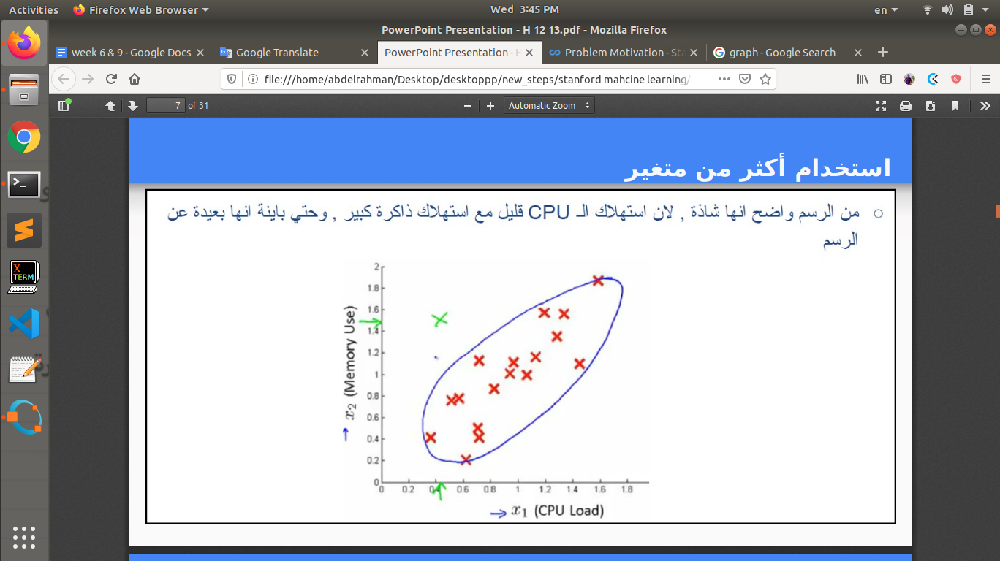 Activities Firefox Web Browser Wed 3:45 PM en
PowerPoint Presentation - H 12 13.pdf - Mozilla Firefox
week 6 & 9 - Google Docs Google Translate PowerPoint Presentation - H Problem Motivation - Sta graph - Google Search
file:///home/abdelrahman/Desktop/desktoppp/new_steps/stanford mahcine learning/
7 of 31 Automatic Zoom
استخدام أكثر من متغير
من الرسم واضح انها شاذة , لان استهلاك الـ CPU قليل مع استهلاك ذاكرة كبير , وحتي باينة انها بعيدة عن
الرسم
x2 (Memory Use)
2
1.8
1.6
1.4
1.2
1
0.8
0.6
0.4
0.2
0
0 0.2 0.4 0.6 0.8 1 1.2 1.4 1.6 1.8
x1 (CPU Load)
X
TERM